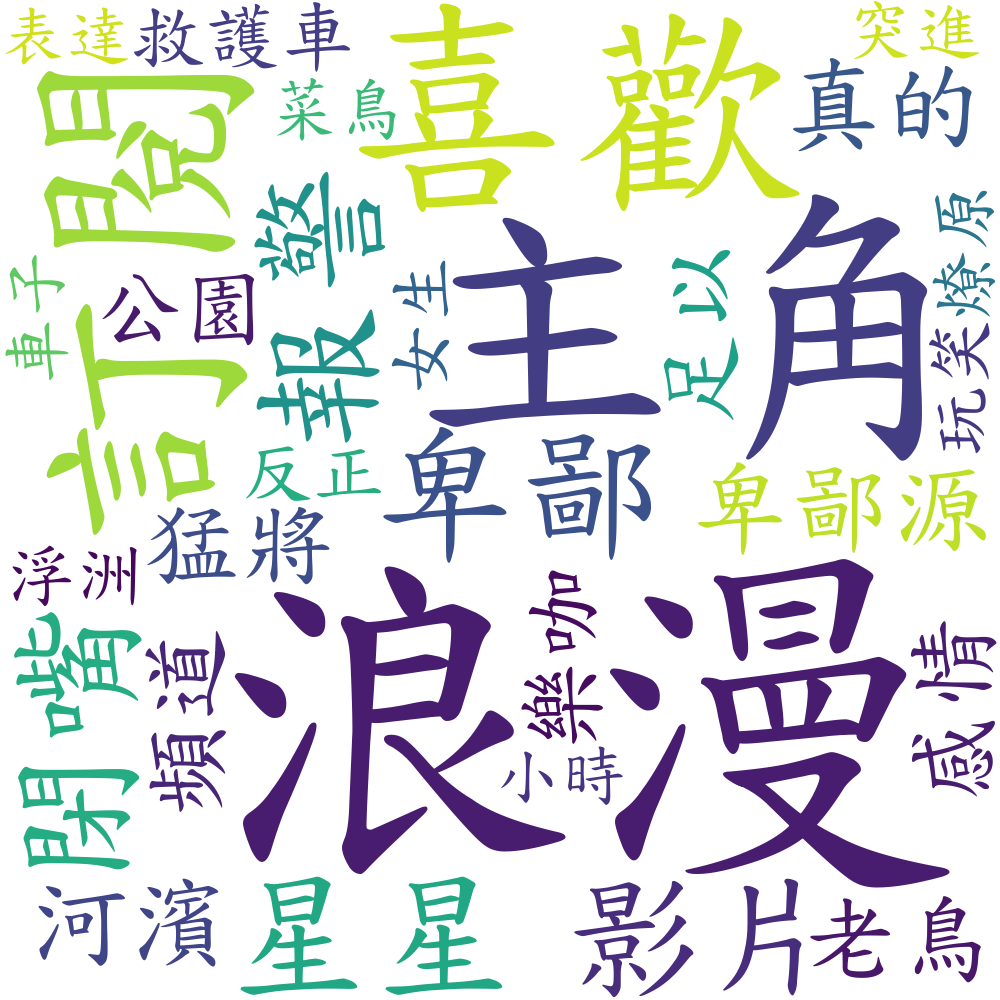 表達
救護車
喜歡
突進
訂閱
菜鳥
真的
警報
公園
車子
女生
主角
足以
燎原
玩笑
反正
卑鄙
卑鄙源
猛將
浮洲
浪漫
樂咖
閉嘴
頻道
感情
小時
河濱
星星
影片
老鳥